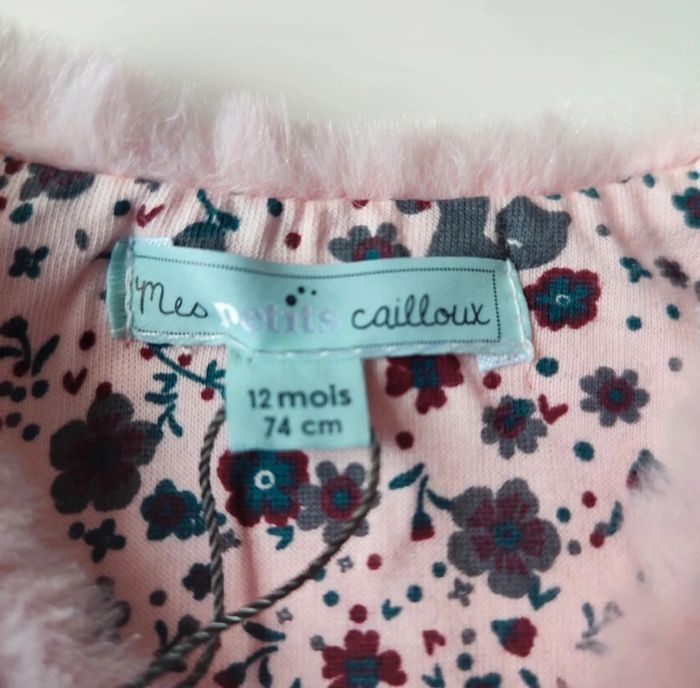 Mes petits cailloux
12 mois
74 cm